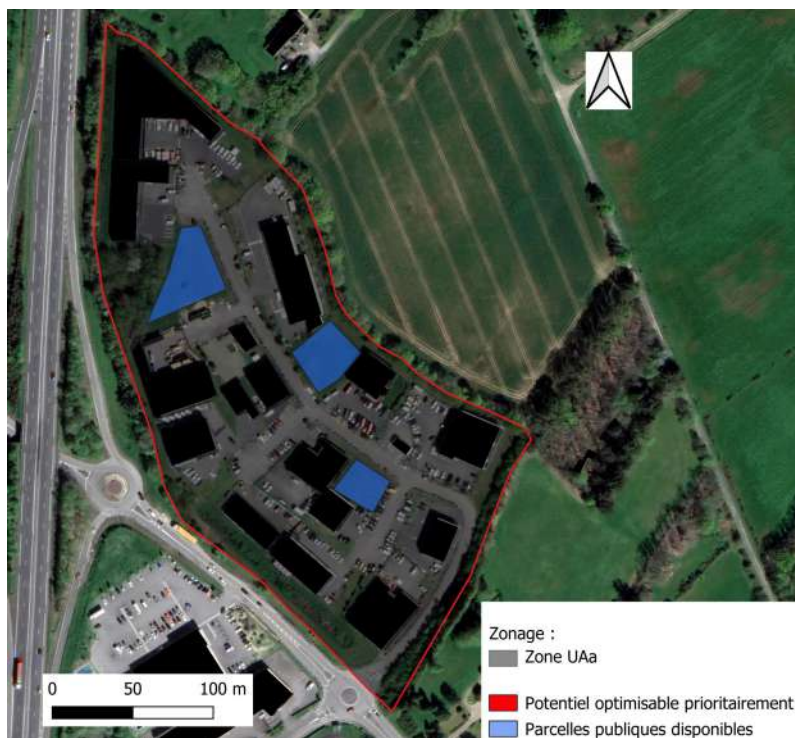 Zonage :
Zone UAa
Potentiel optimisable prioritairement
Parcelles publiques disponibles
0 50 100 m